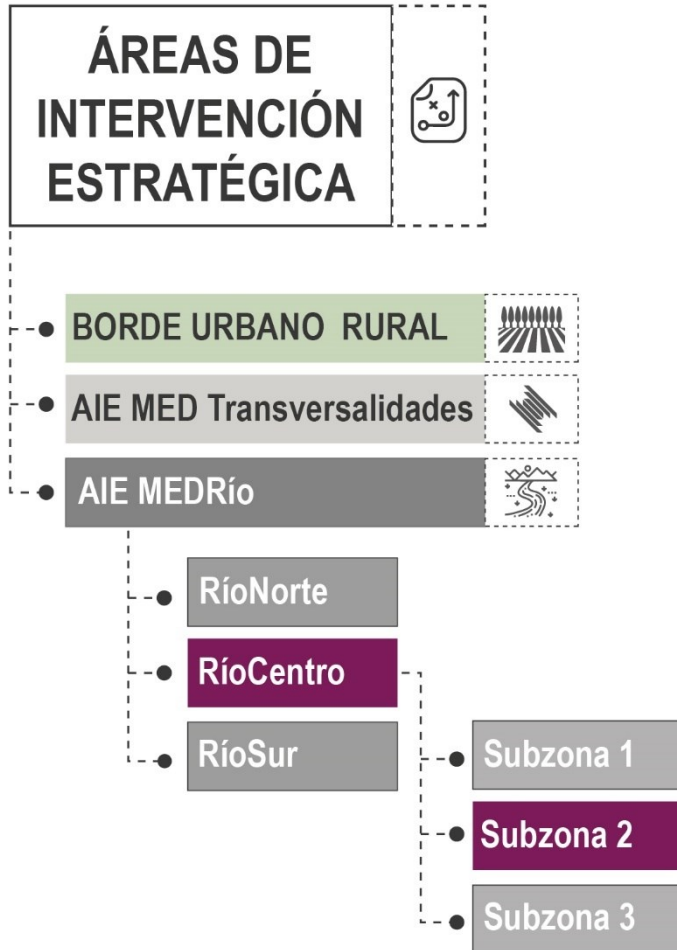 ÁREAS DE
INTERVENCIÓN
ESTRATÉGICA
BORDE URBANO RURAL
AIE MED Transversalidades
AIE MEDRío
RíoNorte
RíoCentro
RíoSur
Subzona 1
Subzona 2
Subzona 3